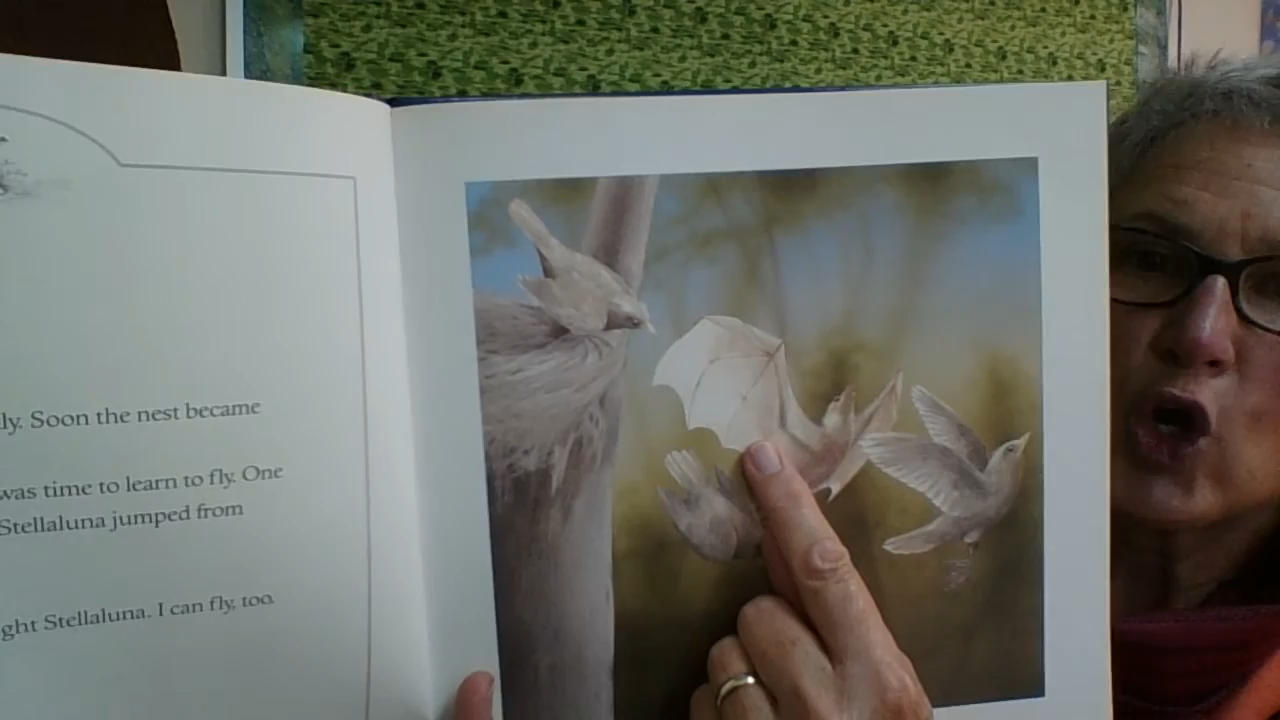 ly. Soon the nest became
was time to learn to fly. One
Stellaluna jumped from
ght Stellaluna. I can fly, too.